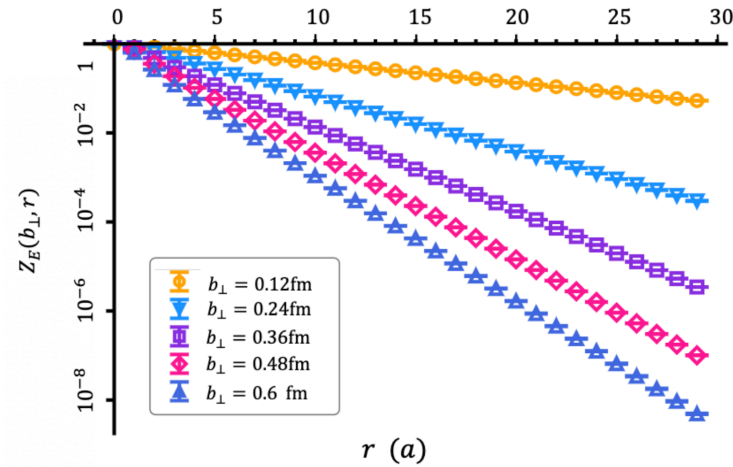 0 5 10 15 20 25 30
1
10⁻²
10⁻⁴
10⁻⁶
10⁻⁸
Z_E(b_⊥, r)
b_⊥ = 0.12fm
b_⊥ = 0.24fm
b_⊥ = 0.36fm
b_⊥ = 0.48fm
b_⊥ = 0.6 fm
r (a)